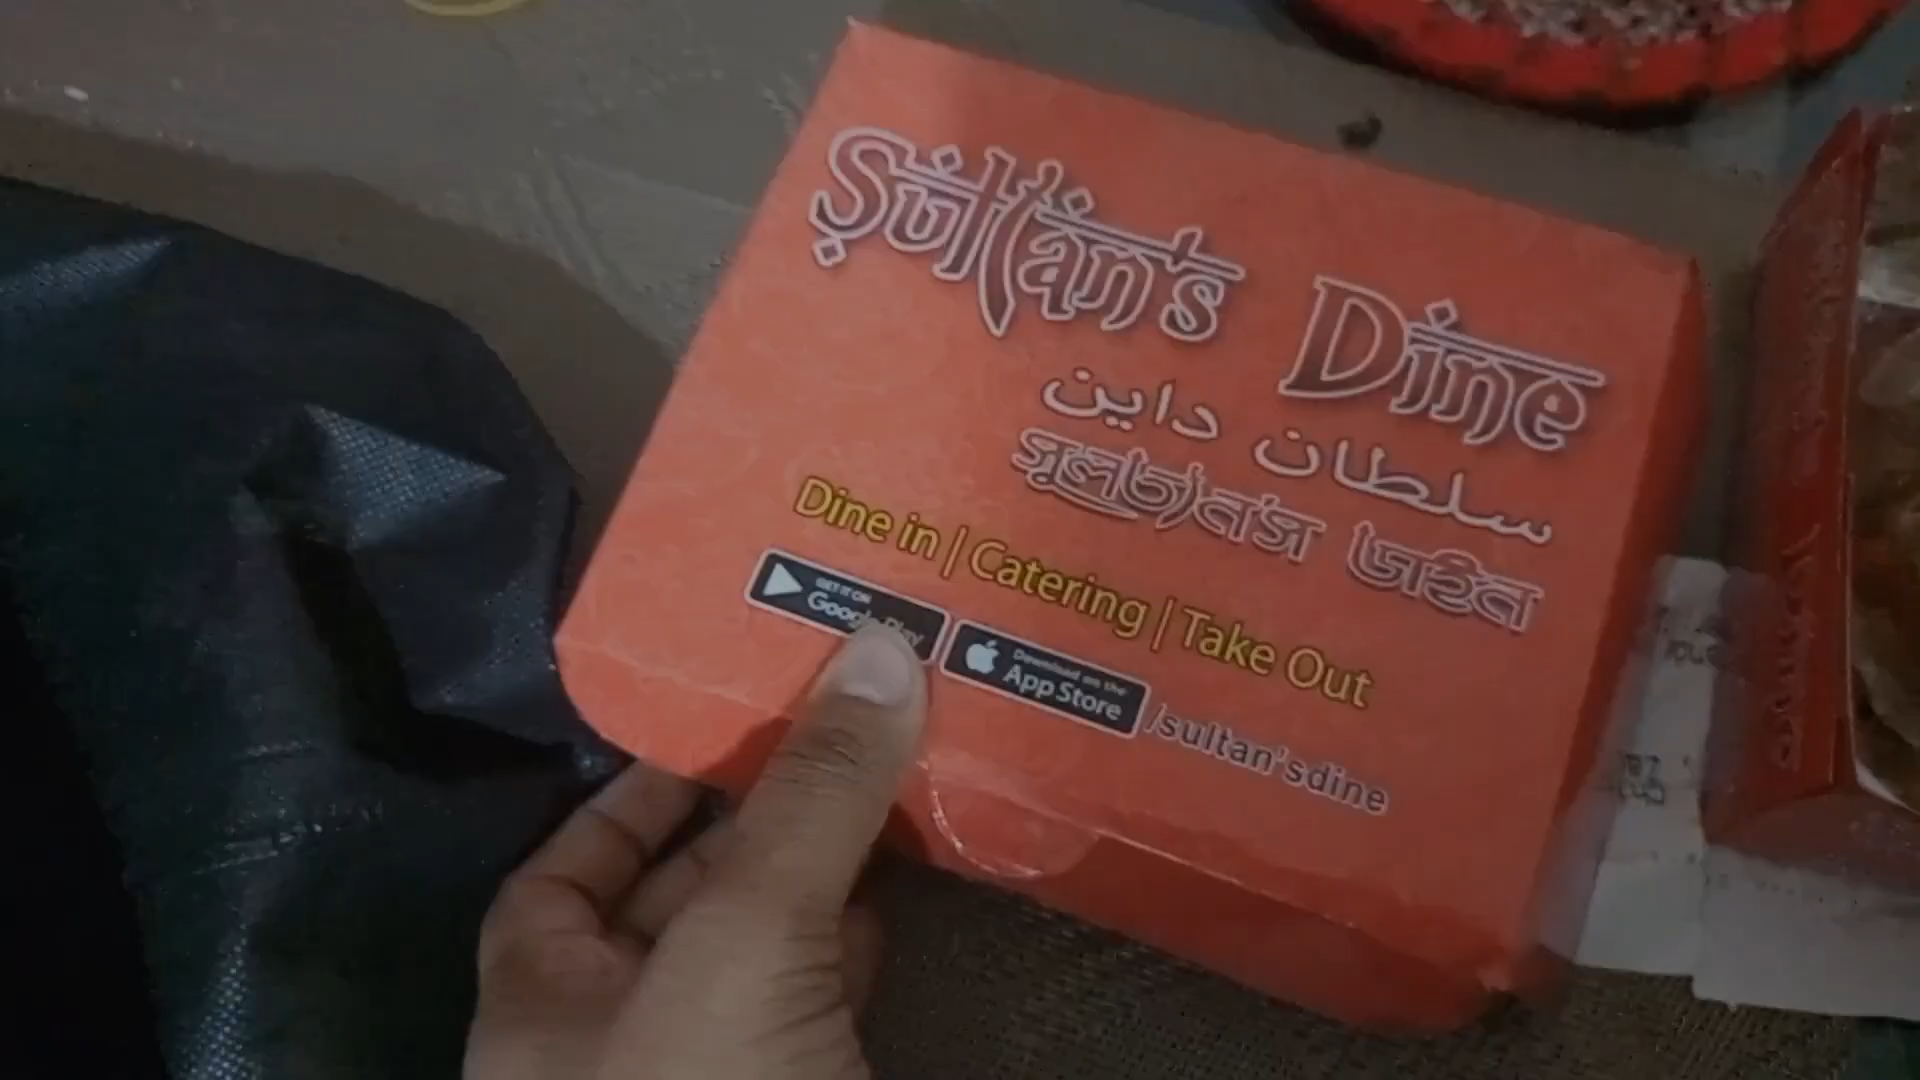 Sultan's Dine
سلطان داين
সুলতান'স ডাইন
Dine in | Catering | Take Out
GET IT ON
Google Play
Download on the
App Store
/sultan'sdine